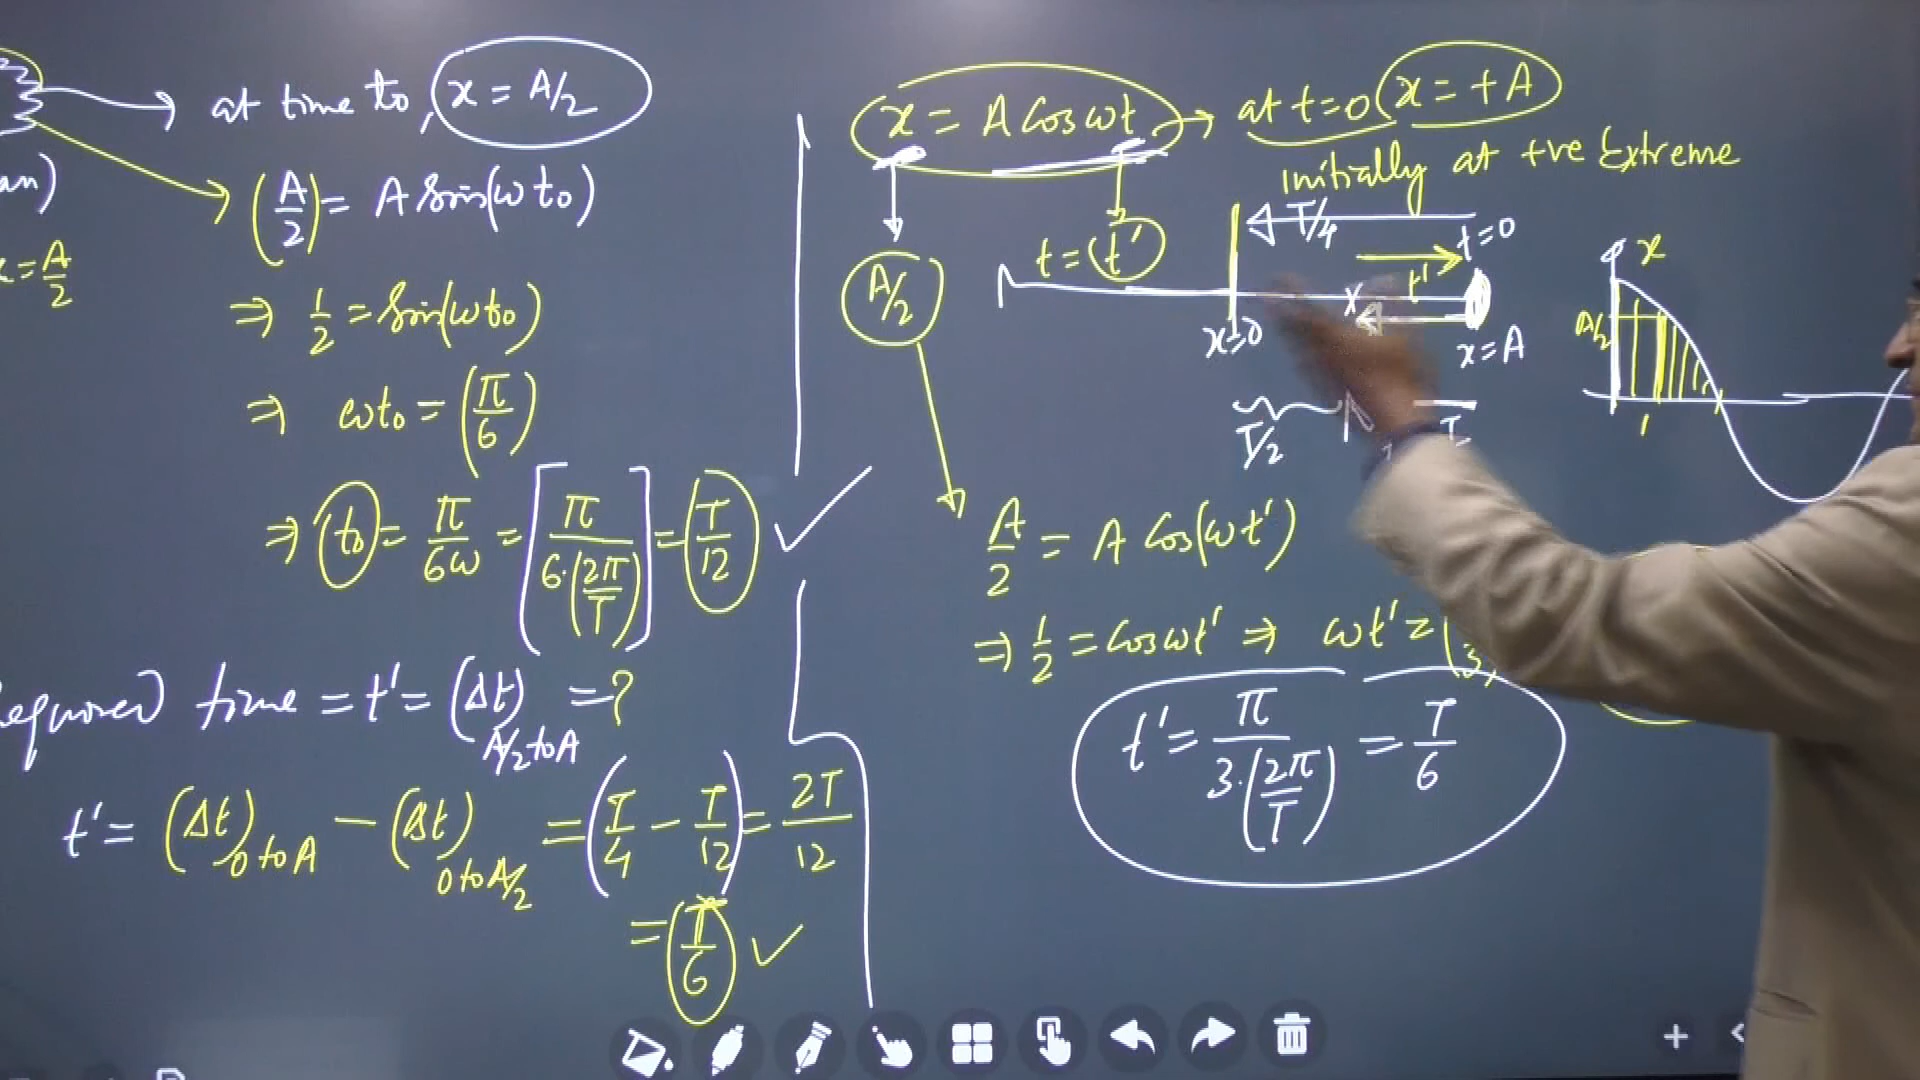 at time to, x = A/2
(A/2) = A sin(ωt₀)
x = A/2
⇒ 1/2 = sin(ωt₀)
⇒ ωt₀ = (π/6)
⇒ t₀ = π/6ω = [π/6·(2π/T)] = T/12
time = t' = (Δt) A/2 to A = ?
t' = (Δt) 0 to A − (Δt) 0 to A/2 = (T/4 − T/12) = 2T/12
= T/6 ✓
x = A Cos ωt → at t=0 x = +A
initially at +ve Extreme
A/2
t = t'
T/4
t=0
t'
x=0
x=A
T/2
x
A/2
A/2 = A Cos(ωt')
⇒ 1/2 = Cos ωt' ⇒ ωt' =
t' = π/3·(2π/T) = T/6